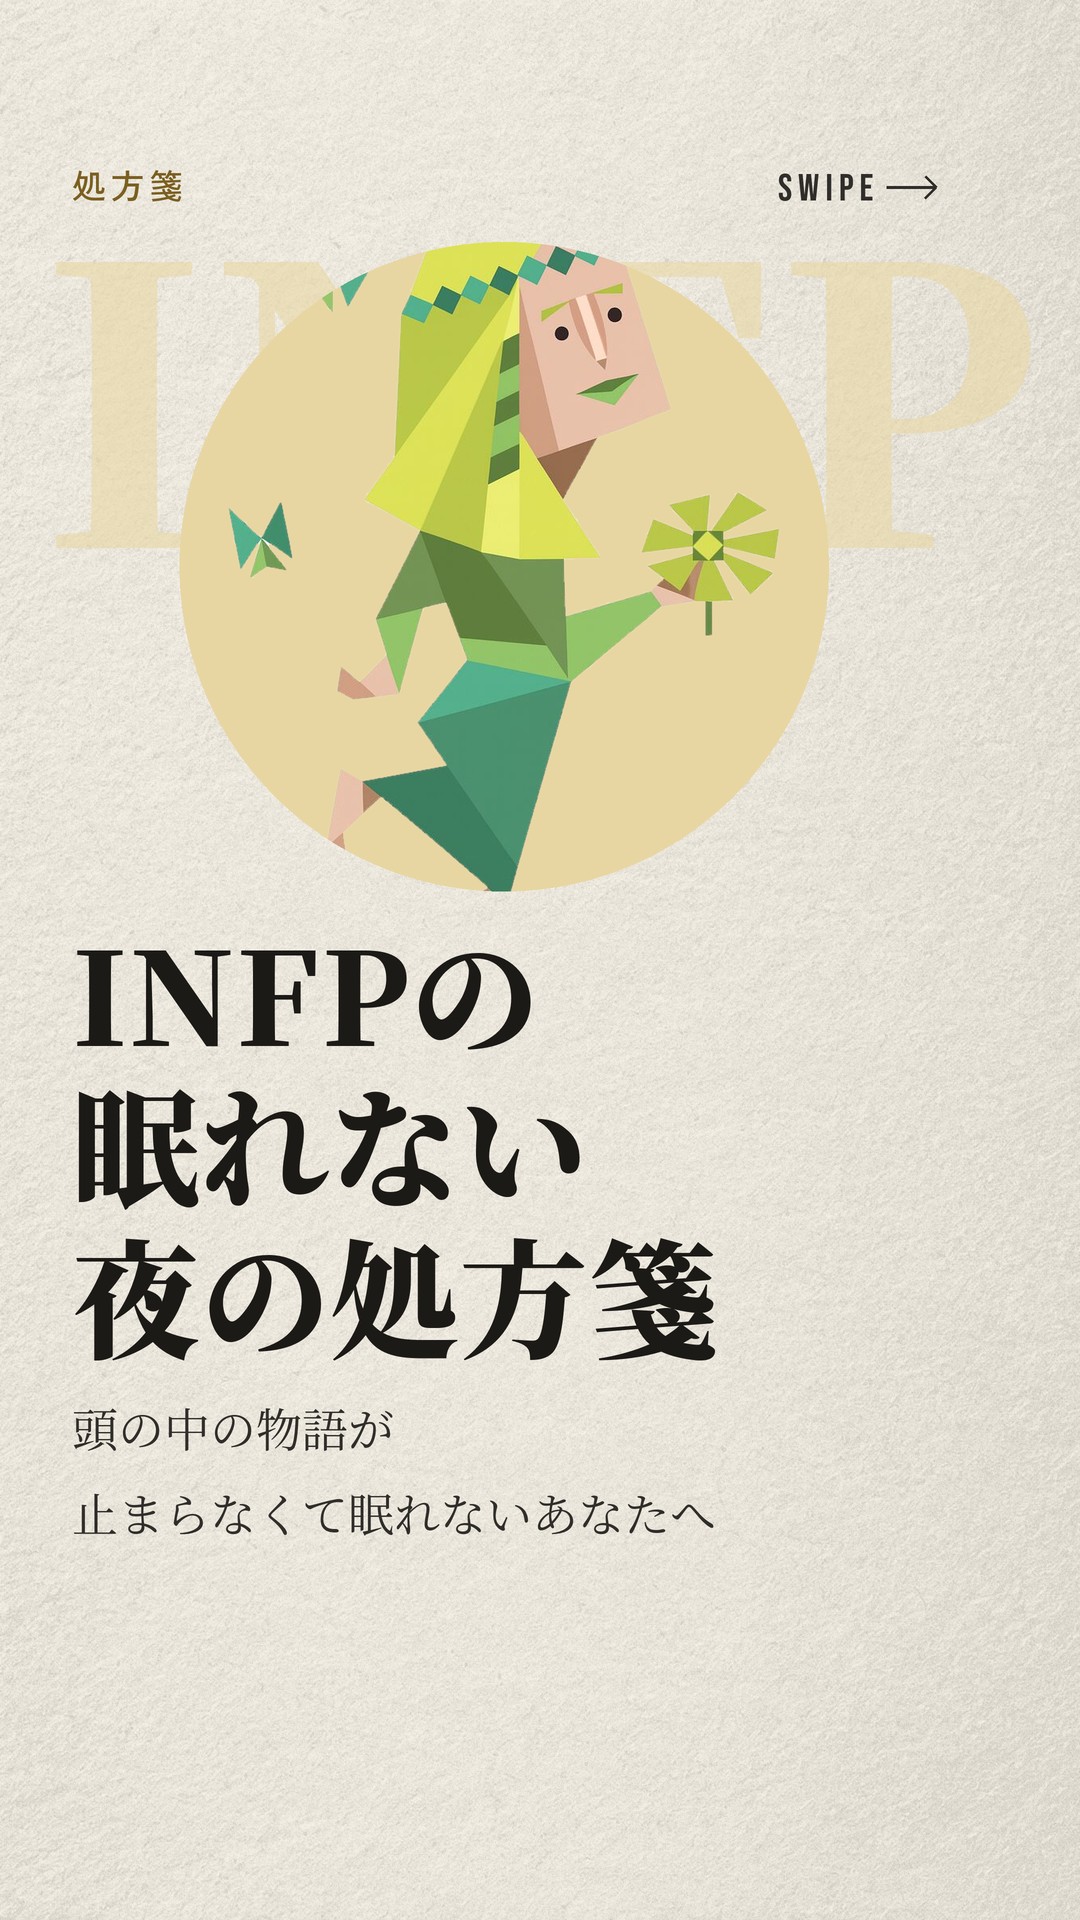 処方箋
SWIPE →
INFP
INFPの
眠れない
夜の処方箋
頭の中の物語が
止まらなくて眠れないあなたへ